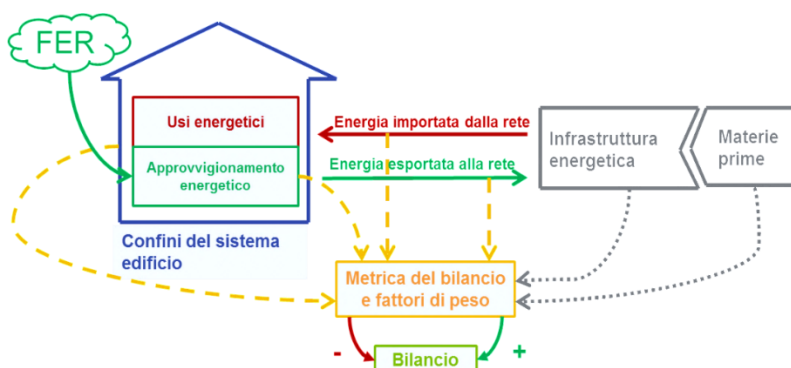 FER
Usi energetici
Approvvigionamento
energetico
Confini del sistema
edificio
Energia importata dalla rete
Energia esportata alla rete
Infrastruttura
energetica
Materie
prime
Metrica del bilancio
e fattori di peso
-
+
Bilancio